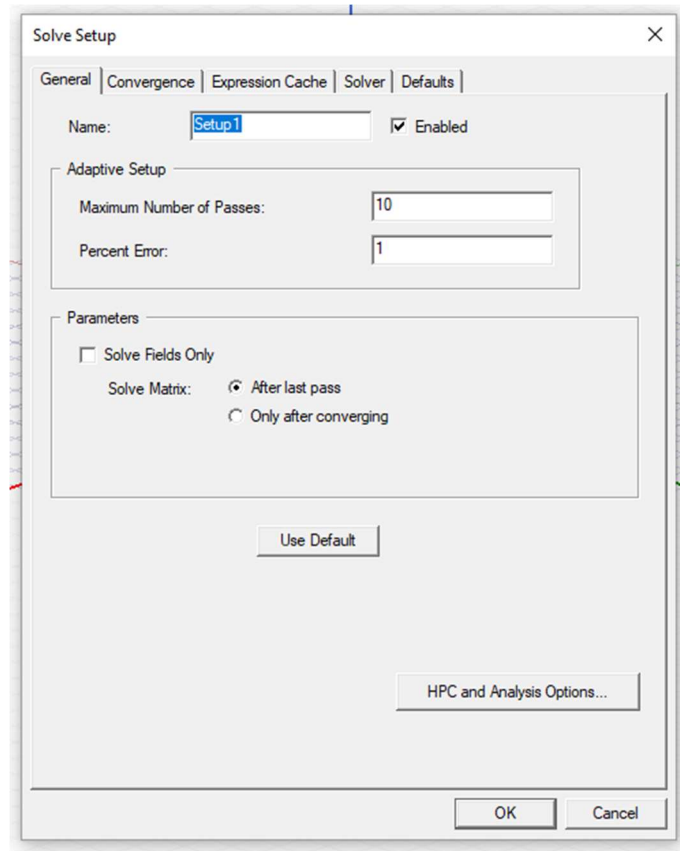 Solve Setup
General Convergence Expression Cache Solver Defaults
Name: Setup1 Enabled
Adaptive Setup
Maximum Number of Passes: 10
Percent Error: 1
Parameters
Solve Fields Only
Solve Matrix: After last pass
Only after converging
Use Default
HPC and Analysis Options...
OK Cancel